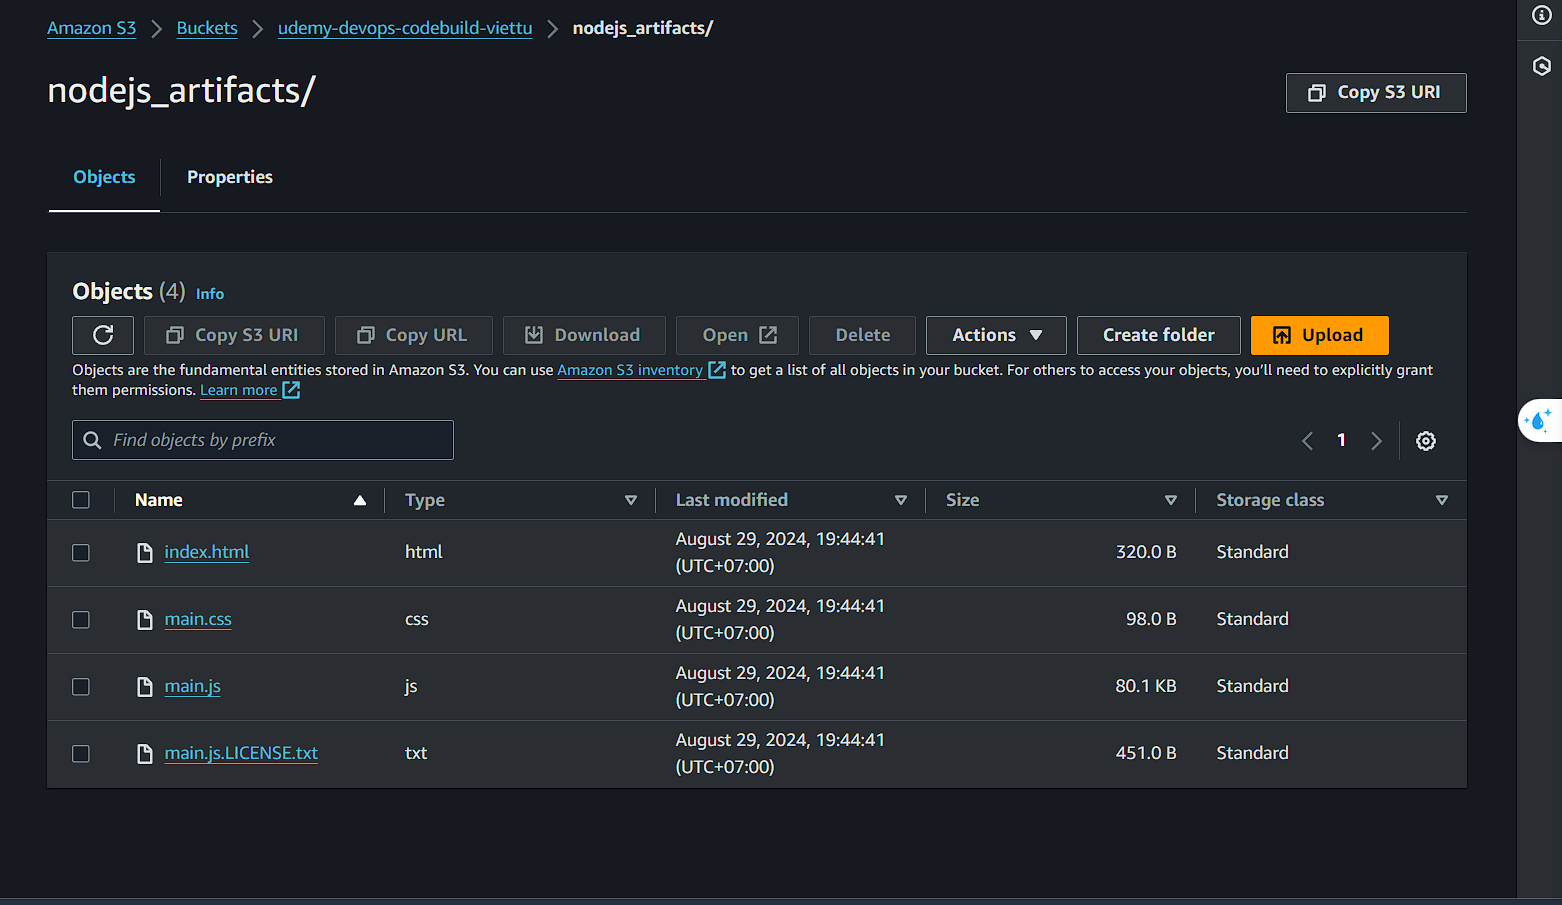 Amazon S3 > Buckets > udemy-devops-codebuild-viettu > nodejs_artifacts/
nodejs_artifacts/
Copy S3 URI
Objects Properties
Objects (4) Info
Copy S3 URI Copy URL Download Open Delete Actions Create folder Upload
Objects are the fundamental entities stored in Amazon S3. You can use Amazon S3 inventory to get a list of all objects in your bucket. For others to access your objects, you'll need to explicitly grant
them permissions. Learn more
Find objects by prefix
1
Name Type Last modified Size Storage class
index.html html August 29, 2024, 19:44:41 (UTC+07:00) 320.0 B Standard
main.css css August 29, 2024, 19:44:41 (UTC+07:00) 98.0 B Standard
main.js js August 29, 2024, 19:44:41 (UTC+07:00) 80.1 KB Standard
main.js.LICENSE.txt txt August 29, 2024, 19:44:41 (UTC+07:00) 451.0 B Standard